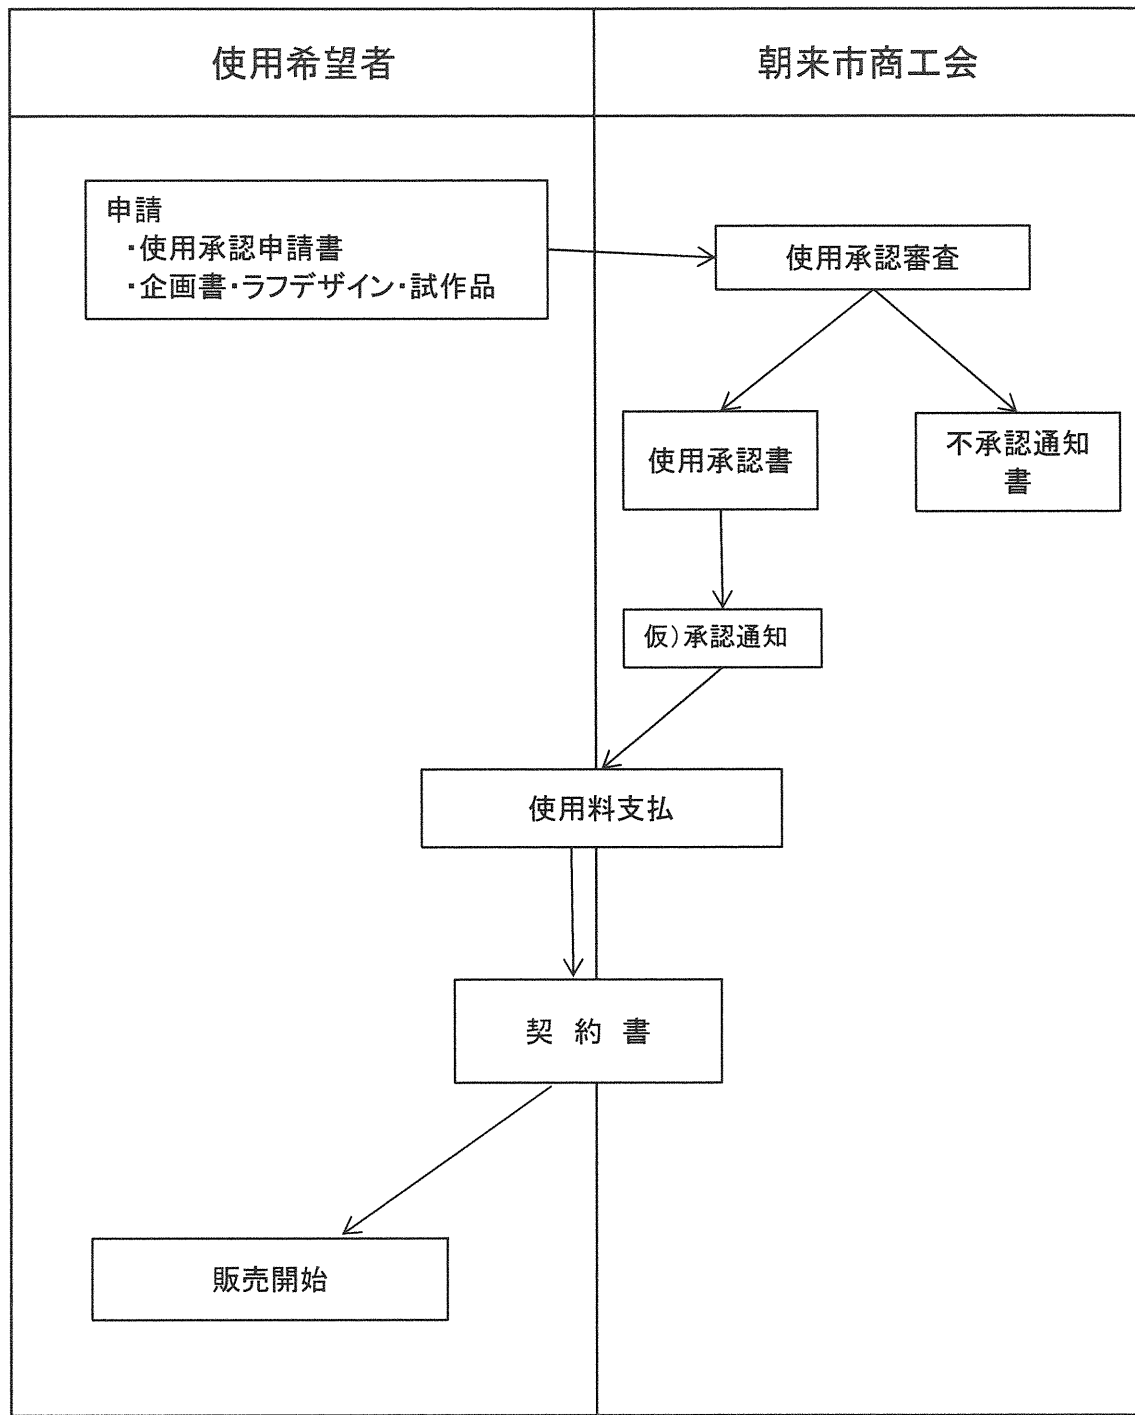 使用希望者
朝来市商工会
申請
・使用承認申請書
・企画書・ラフデザイン・試作品
使用承認審査
使用承認書
不承認通知
書
仮)承認通知
使用料支払
契 約 書
販売開始